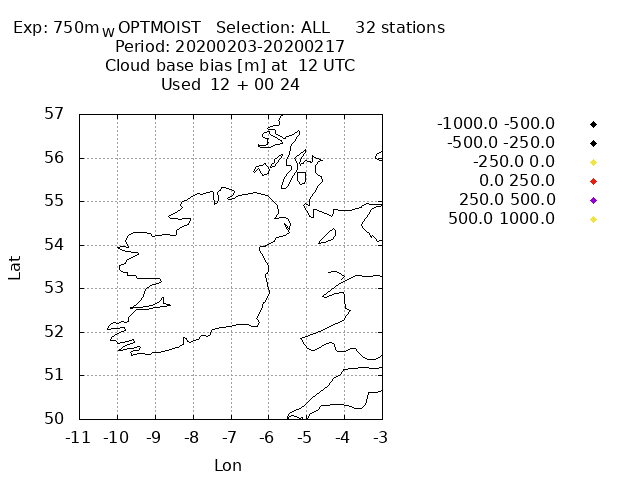 Exp: 750m_W OPTMOIST Selection: ALL 32 stations
Period: 20200203-20200217
Cloud base bias [m] at 12 UTC
Used 12 + 00 24
-1000.0 -500.0
-500.0 -250.0
-250.0 0.0
0.0 250.0
250.0 500.0
500.0 1000.0
57
56
55
54
53
52
51
50
Lat
-11 -10 -9 -8 -7 -6 -5 -4 -3
Lon